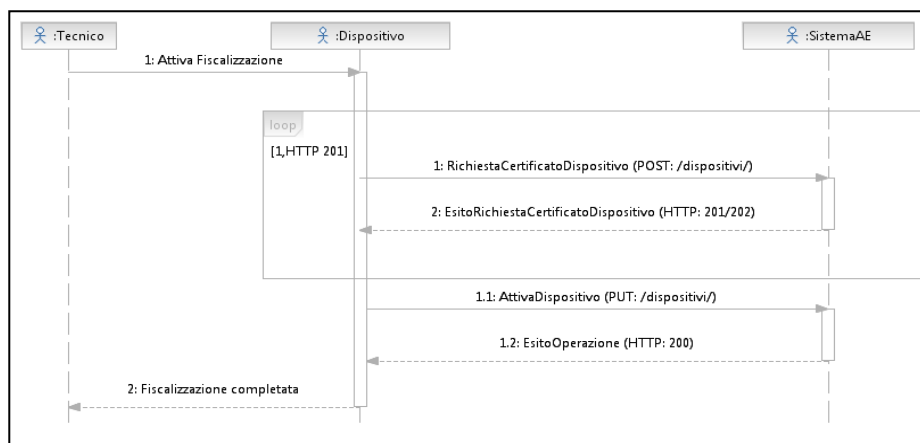 :Tecnico
:Dispositivo
:SistemaAE
1: Attiva Fiscalizzazione
loop
[1,HTTP 201]
1: RichiestaCertificatoDispositivo (POST: /dispositivi/)
2: EsitoRichiestaCertificatoDispositivo (HTTP: 201/202)
1.1: AttivaDispositivo (PUT: /dispositivi/)
1.2: EsitoOperazione (HTTP: 200)
2: Fiscalizzazione completata